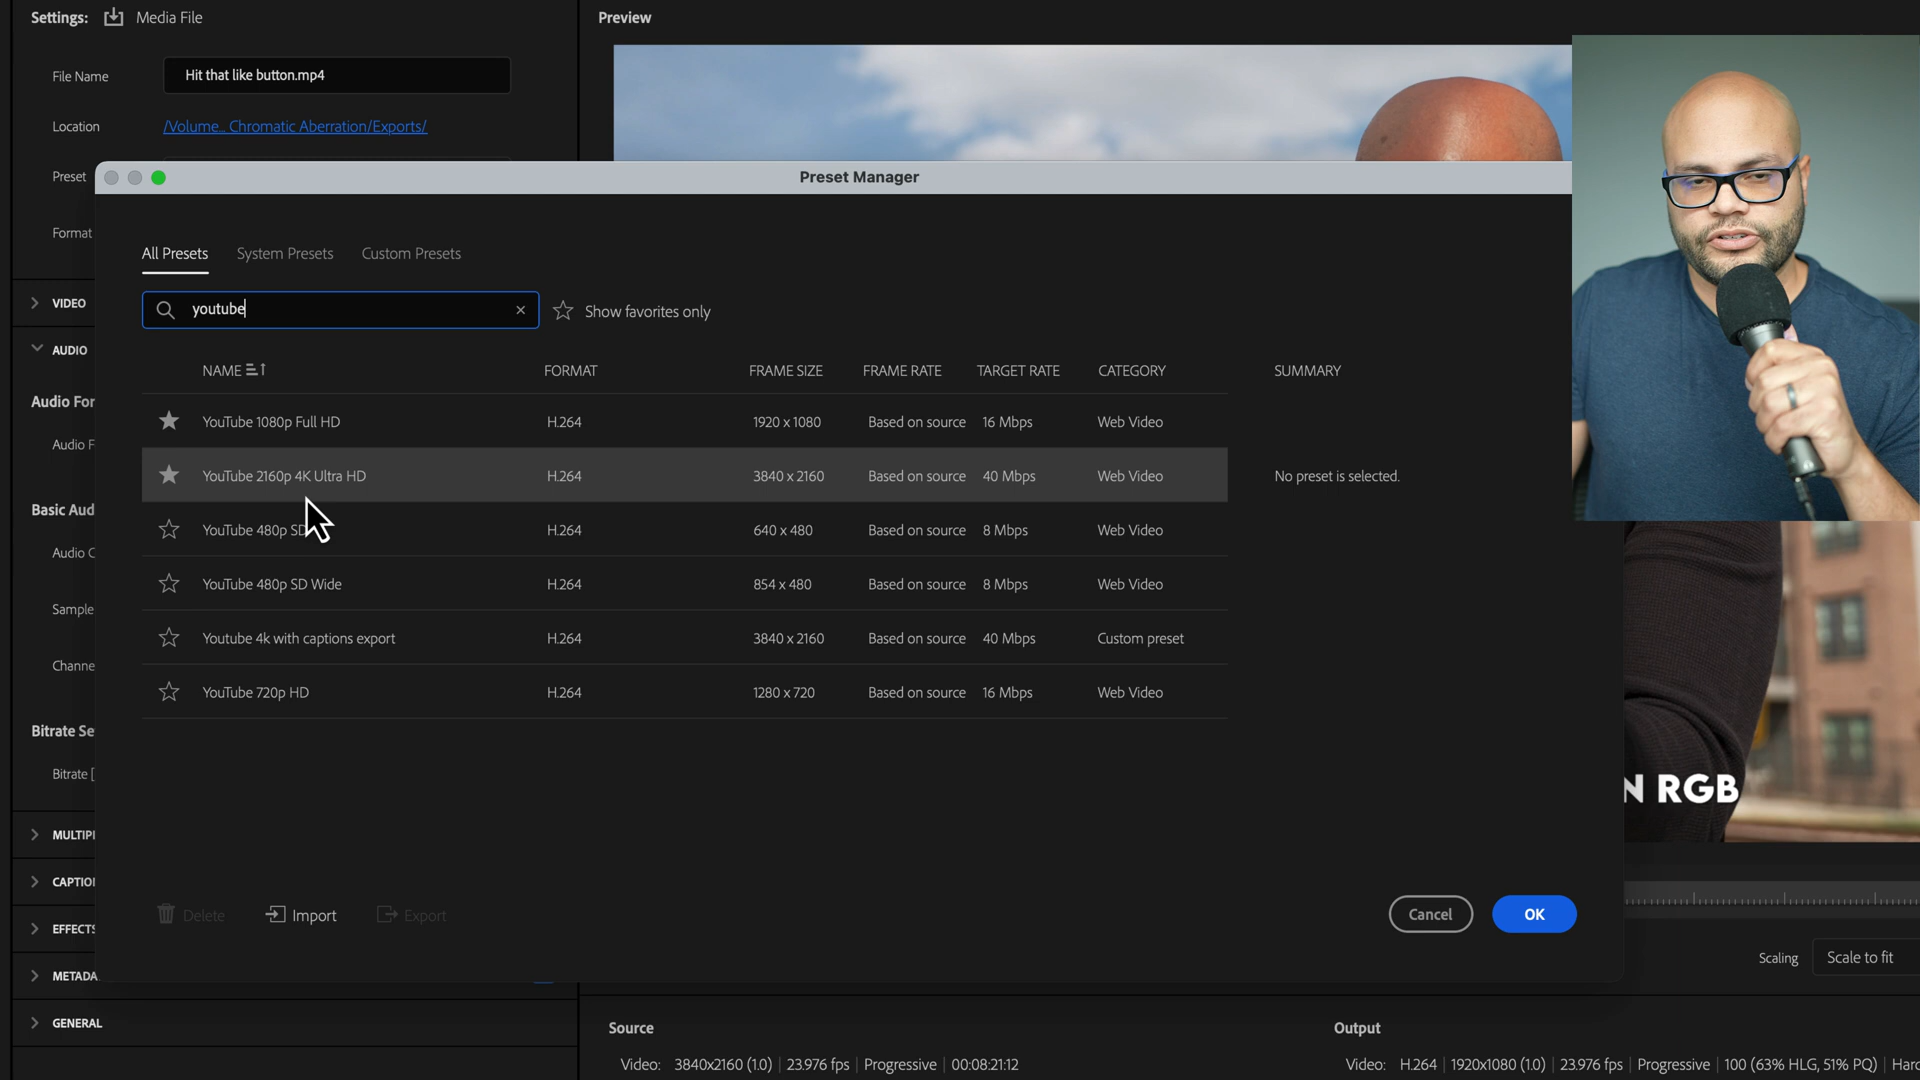 Settings: Media File
File Name Hit that like button.mp4
Location /Volume... Chromatic Aberration/Exports/
Preset
Format
VIDEO
AUDIO
Audio For
Audio F
Basic Aud
Audio C
Sample
Channe
Bitrate Se
Bitrate [
MULTIPI
CAPTIO
EFFECTS
METADA
GENERAL
Preview
Preset Manager
All Presets System Presets Custom Presets
youtube × Show favorites only
NAME FORMAT FRAME SIZE FRAME RATE TARGET RATE CATEGORY SUMMARY
YouTube 1080p Full HD H.264 1920 x 1080 Based on source 16 Mbps Web Video
YouTube 2160p 4K Ultra HD H.264 3840 x 2160 Based on source 40 Mbps Web Video No preset is selected.
YouTube 480p SD H.264 640 x 480 Based on source 8 Mbps Web Video
YouTube 480p SD Wide H.264 854 x 480 Based on source 8 Mbps Web Video
Youtube 4k with captions export H.264 3840 x 2160 Based on source 40 Mbps Custom preset
YouTube 720p HD H.264 1280 x 720 Based on source 16 Mbps Web Video
Delete Import Export Cancel OK
N RGB
Scaling Scale to fit
Source
Video: 3840x2160 (1.0) | 23.976 fps | Progressive | 00:08:21:12
Output
Video: H.264 | 1920x1080 (1.0) | 23.976 fps | Progressive | 100 (63% HLG, 51% PQ) | Hard